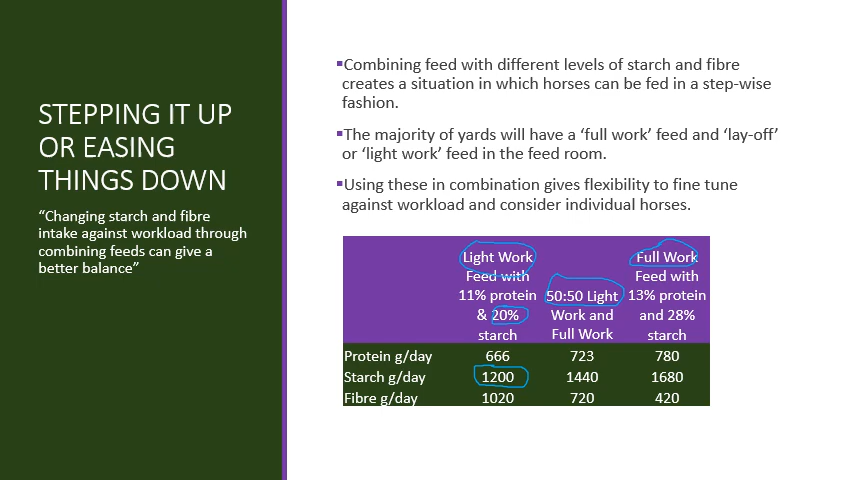 STEPPING IT UP
OR EASING
THINGS DOWN
“Changing starch and fibre
intake against workload through
combining feeds can give a
better balance”
▪Combining feed with different levels of starch and fibre
creates a situation in which horses can be fed in a step-wise
fashion.
▪The majority of yards will have a ‘full work’ feed and ‘lay-off’
or ‘light work’ feed in the feed room.
▪Using these in combination gives flexibility to fine tune
against workload and consider individual horses.
Light Work
Feed with
11% protein
& 20%
starch
50:50 Light
Work and
Full Work
Full Work
Feed with
13% protein
and 28%
starch
Protein g/day 666 723 780
Starch g/day 1200 1440 1680
Fibre g/day 1020 720 420